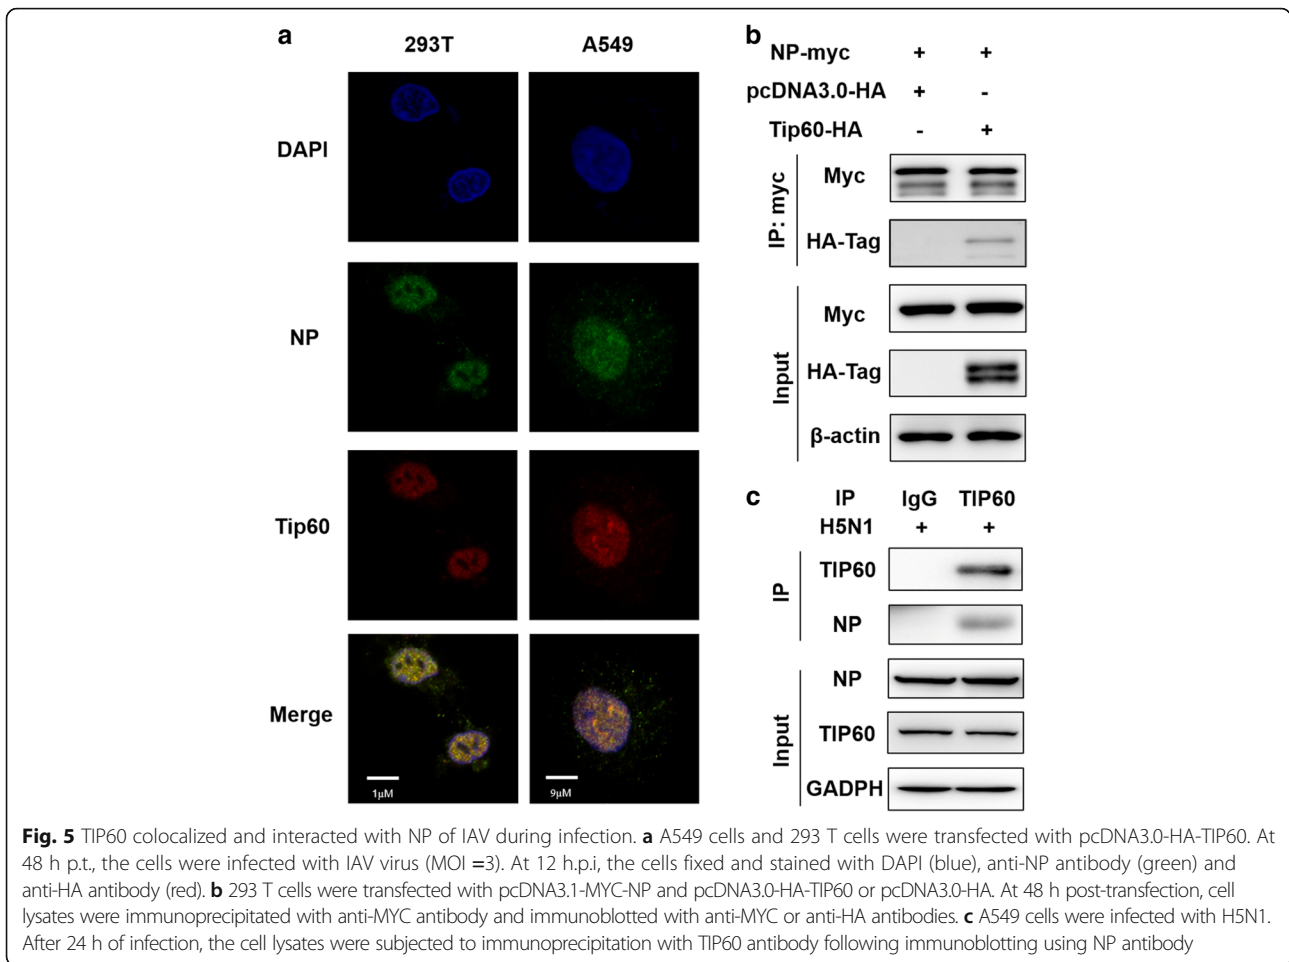 a
293T A549
DAPI
NP
Tip60
Merge
1μM 9μM
b
NP-myc + +
pcDNA3.0-HA + -
Tip60-HA - +
IP: myc
Myc
HA-Tag
Input
Myc
HA-Tag
β-actin
c
IP IgG TIP60
H5N1 + +
IP
TIP60
NP
Input
NP
TIP60
GADPH
Fig. 5 TIP60 colocalized and interacted with NP of IAV during infection. a A549 cells and 293 T cells were transfected with pcDNA3.0-HA-TIP60. At
48 h p.t., the cells were infected with IAV virus (MOI =3). At 12 h.p.i, the cells fixed and stained with DAPI (blue), anti-NP antibody (green) and
anti-HA antibody (red). b 293 T cells were transfected with pcDNA3.1-MYC-NP and pcDNA3.0-HA-TIP60 or pcDNA3.0-HA. At 48 h post-transfection, cell
lysates were immunoprecipitated with anti-MYC antibody and immunoblotted with anti-MYC or anti-HA antibodies. c A549 cells were infected with H5N1.
After 24 h of infection, the cell lysates were subjected to immunoprecipitation with TIP60 antibody following immunoblotting using NP antibody